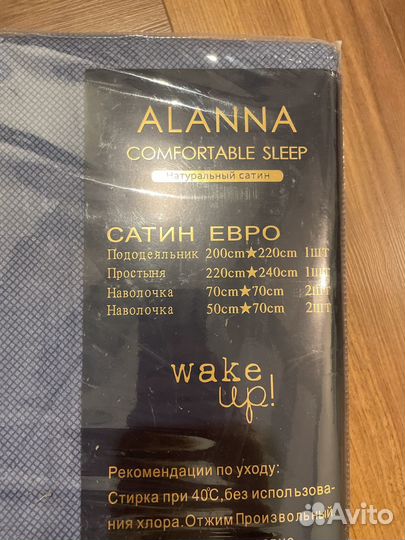 ALANNA
COMFORTABLE SLEEP
Натуральный сатин
САТИН ЕВРО
Пододеяльник 200cm★220cm 1шт
Простыня 220cm★240cm 1шт
Наволочка 70cm★70cm 2шт
Наволочка 50cm★70cm 2шт
wake
up!
Рекомендации по уходу:
Стирка при 40°C, без использова-
ния хлора. Отжим Произвольный
Avito